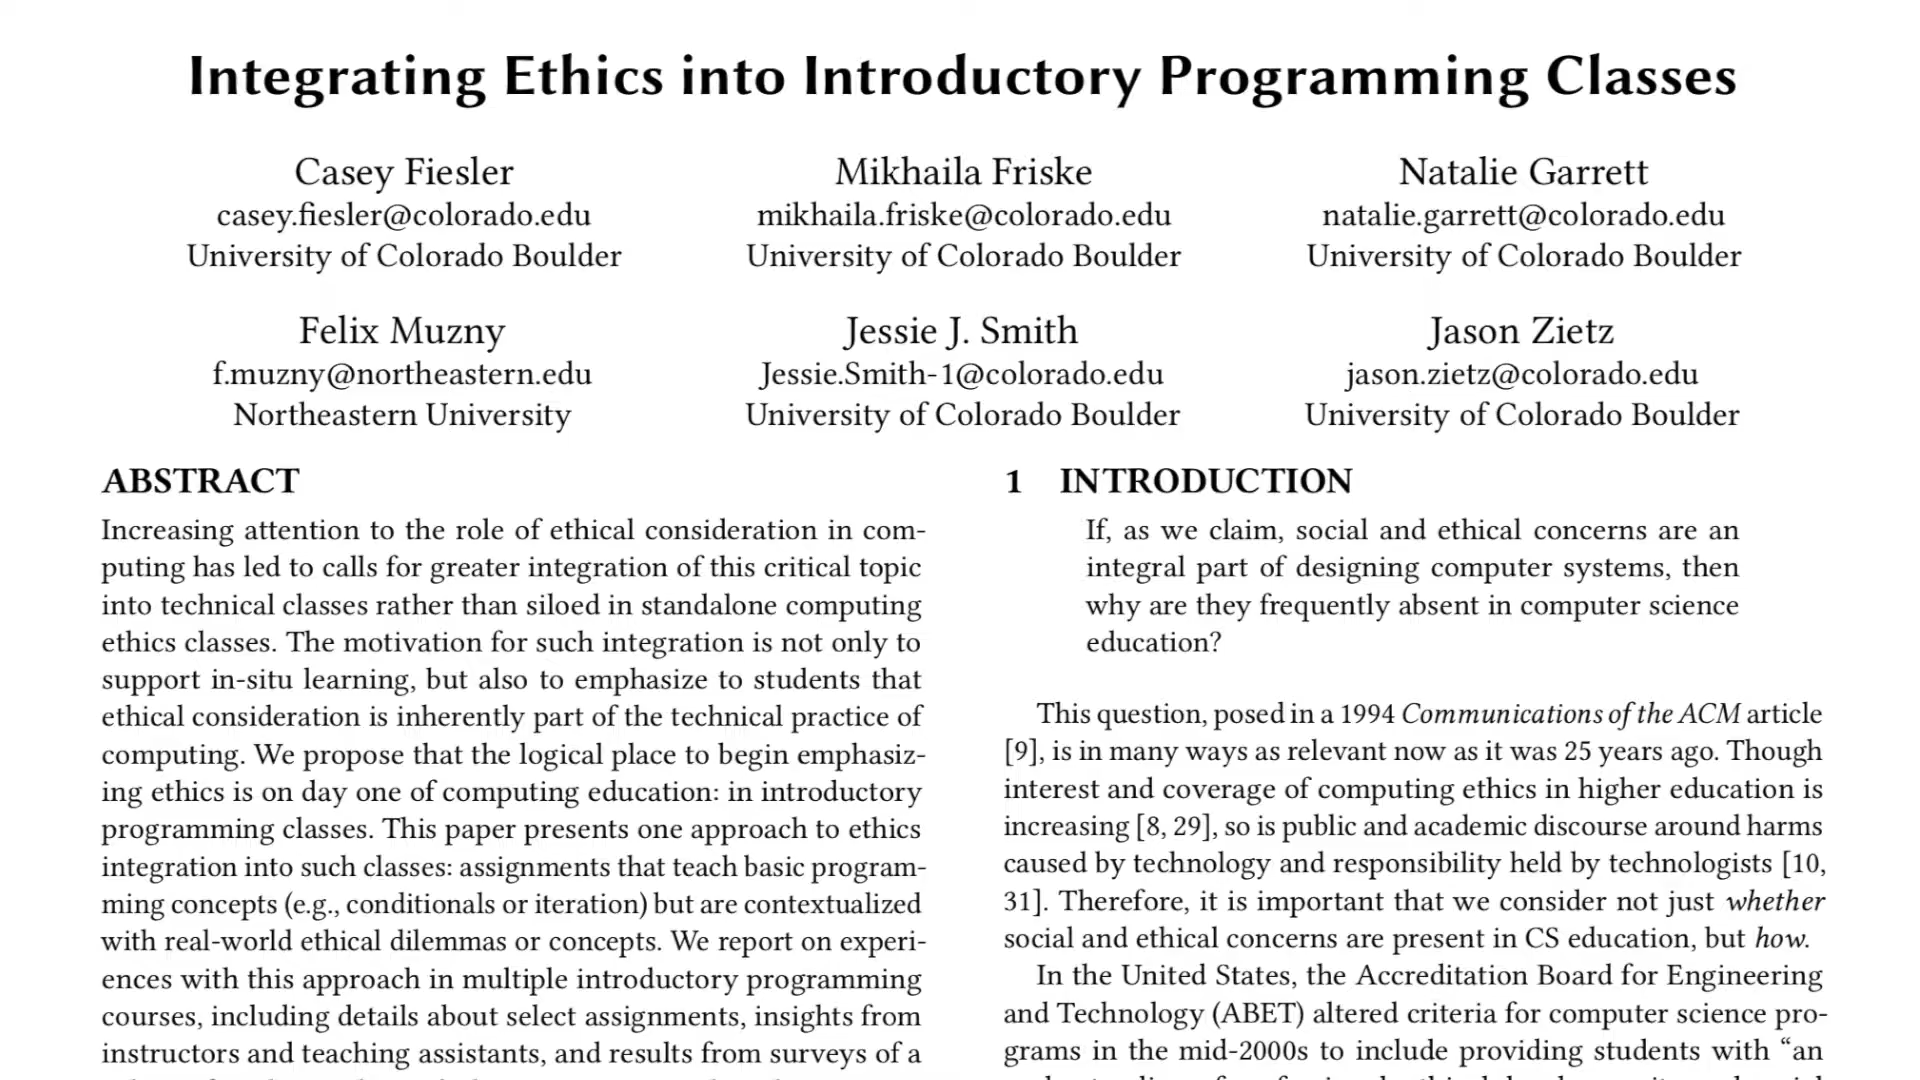 Integrating Ethics into Introductory Programming Classes
Casey Fiesler
casey.fiesler@colorado.edu
University of Colorado Boulder
Mikhaila Friske
mikhaila.friske@colorado.edu
University of Colorado Boulder
Natalie Garrett
natalie.garrett@colorado.edu
University of Colorado Boulder
Felix Muzny
f.muzny@northeastern.edu
Northeastern University
Jessie J. Smith
Jessie.Smith-1@colorado.edu
University of Colorado Boulder
Jason Zietz
jason.zietz@colorado.edu
University of Colorado Boulder
ABSTRACT
Increasing attention to the role of ethical consideration in com-
puting has led to calls for greater integration of this critical topic
into technical classes rather than siloed in standalone computing
ethics classes. The motivation for such integration is not only to
support in-situ learning, but also to emphasize to students that
ethical consideration is inherently part of the technical practice of
computing. We propose that the logical place to begin emphasiz-
ing ethics is on day one of computing education: in introductory
programming classes. This paper presents one approach to ethics
integration into such classes: assignments that teach basic program-
ming concepts (e.g., conditionals or iteration) but are contextualized
with real-world ethical dilemmas or concepts. We report on experi-
ences with this approach in multiple introductory programming
courses, including details about select assignments, insights from
instructors and teaching assistants, and results from surveys of a
1 INTRODUCTION
If, as we claim, social and ethical concerns are an
integral part of designing computer systems, then
why are they frequently absent in computer science
education?
This question, posed in a 1994 Communications of the ACM article
[9], is in many ways as relevant now as it was 25 years ago. Though
interest and coverage of computing ethics in higher education is
increasing [8, 29], so is public and academic discourse around harms
caused by technology and responsibility held by technologists [10,
31]. Therefore, it is important that we consider not just whether
social and ethical concerns are present in CS education, but how.
In the United States, the Accreditation Board for Engineering
and Technology (ABET) altered criteria for computer science pro-
grams in the mid-2000s to include providing students with “an